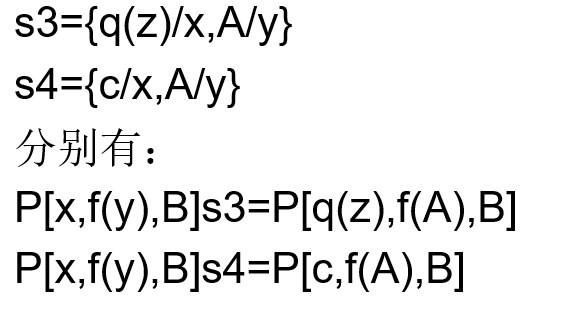 s3={q(z)/x,A/y}
s4={c/x,A/y}
分别有：
P[x,f(y),B]s3=P[q(z),f(A),B]
P[x,f(y),B]s4=P[c,f(A),B]